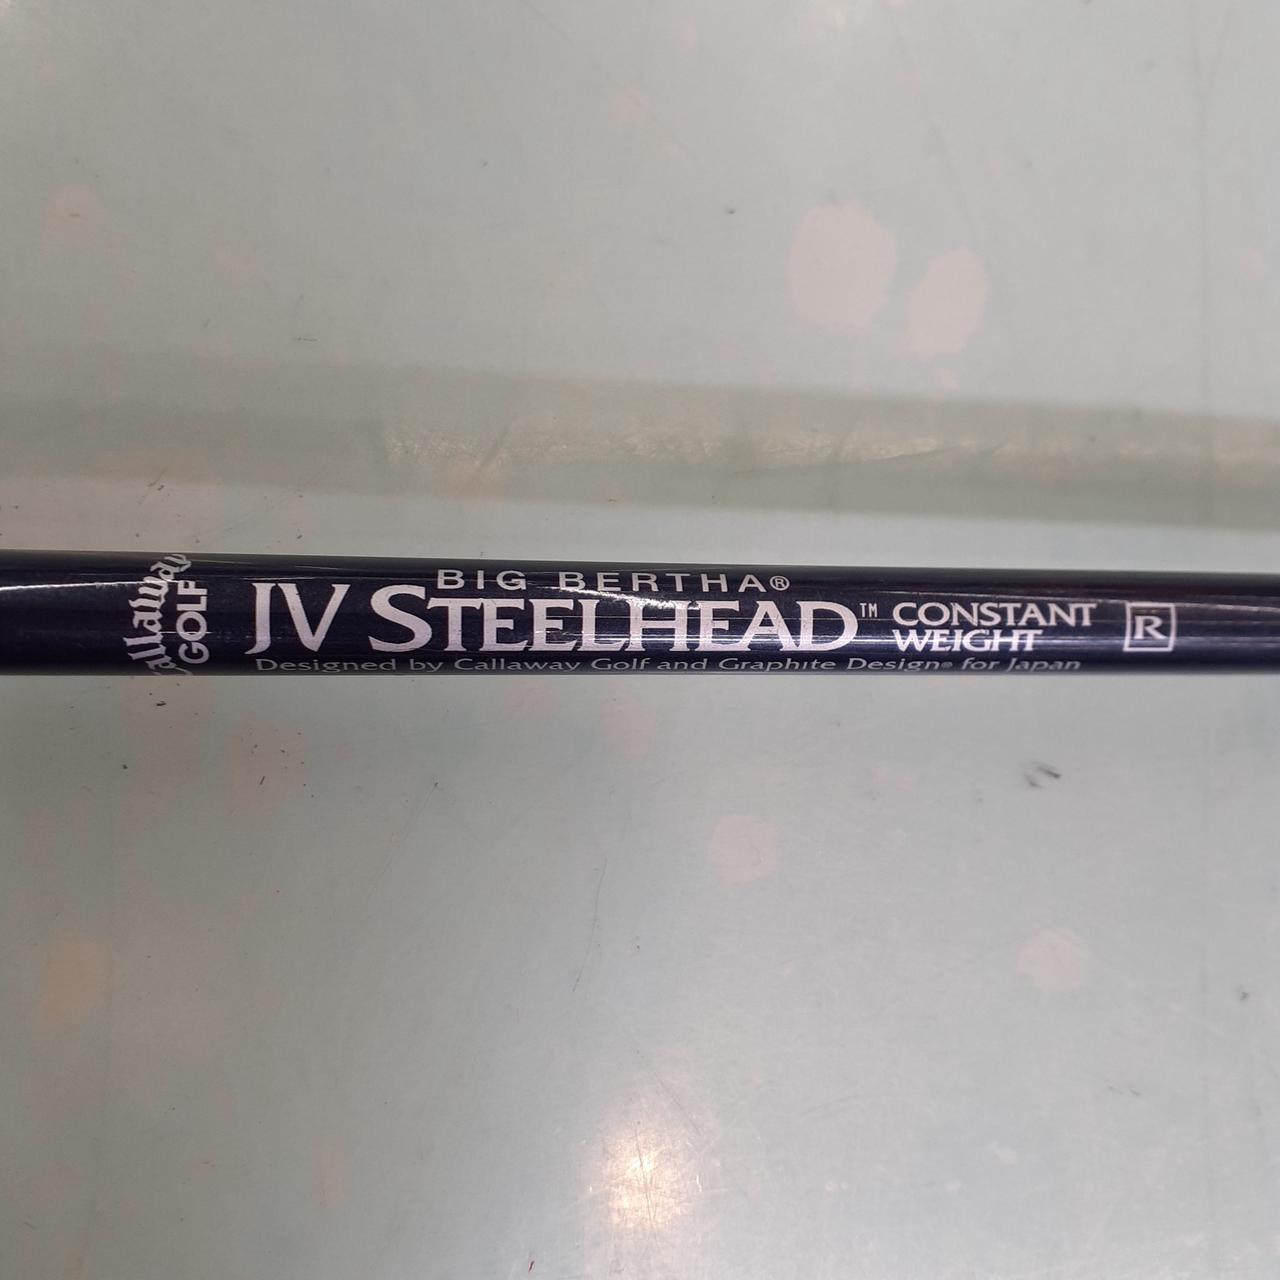 Callaway
GOLF
BIG BERTHA®
JV STEELHEAD™
CONSTANT
WEIGHT
R
Designed by Callaway Golf and Graphite Design® for Japan